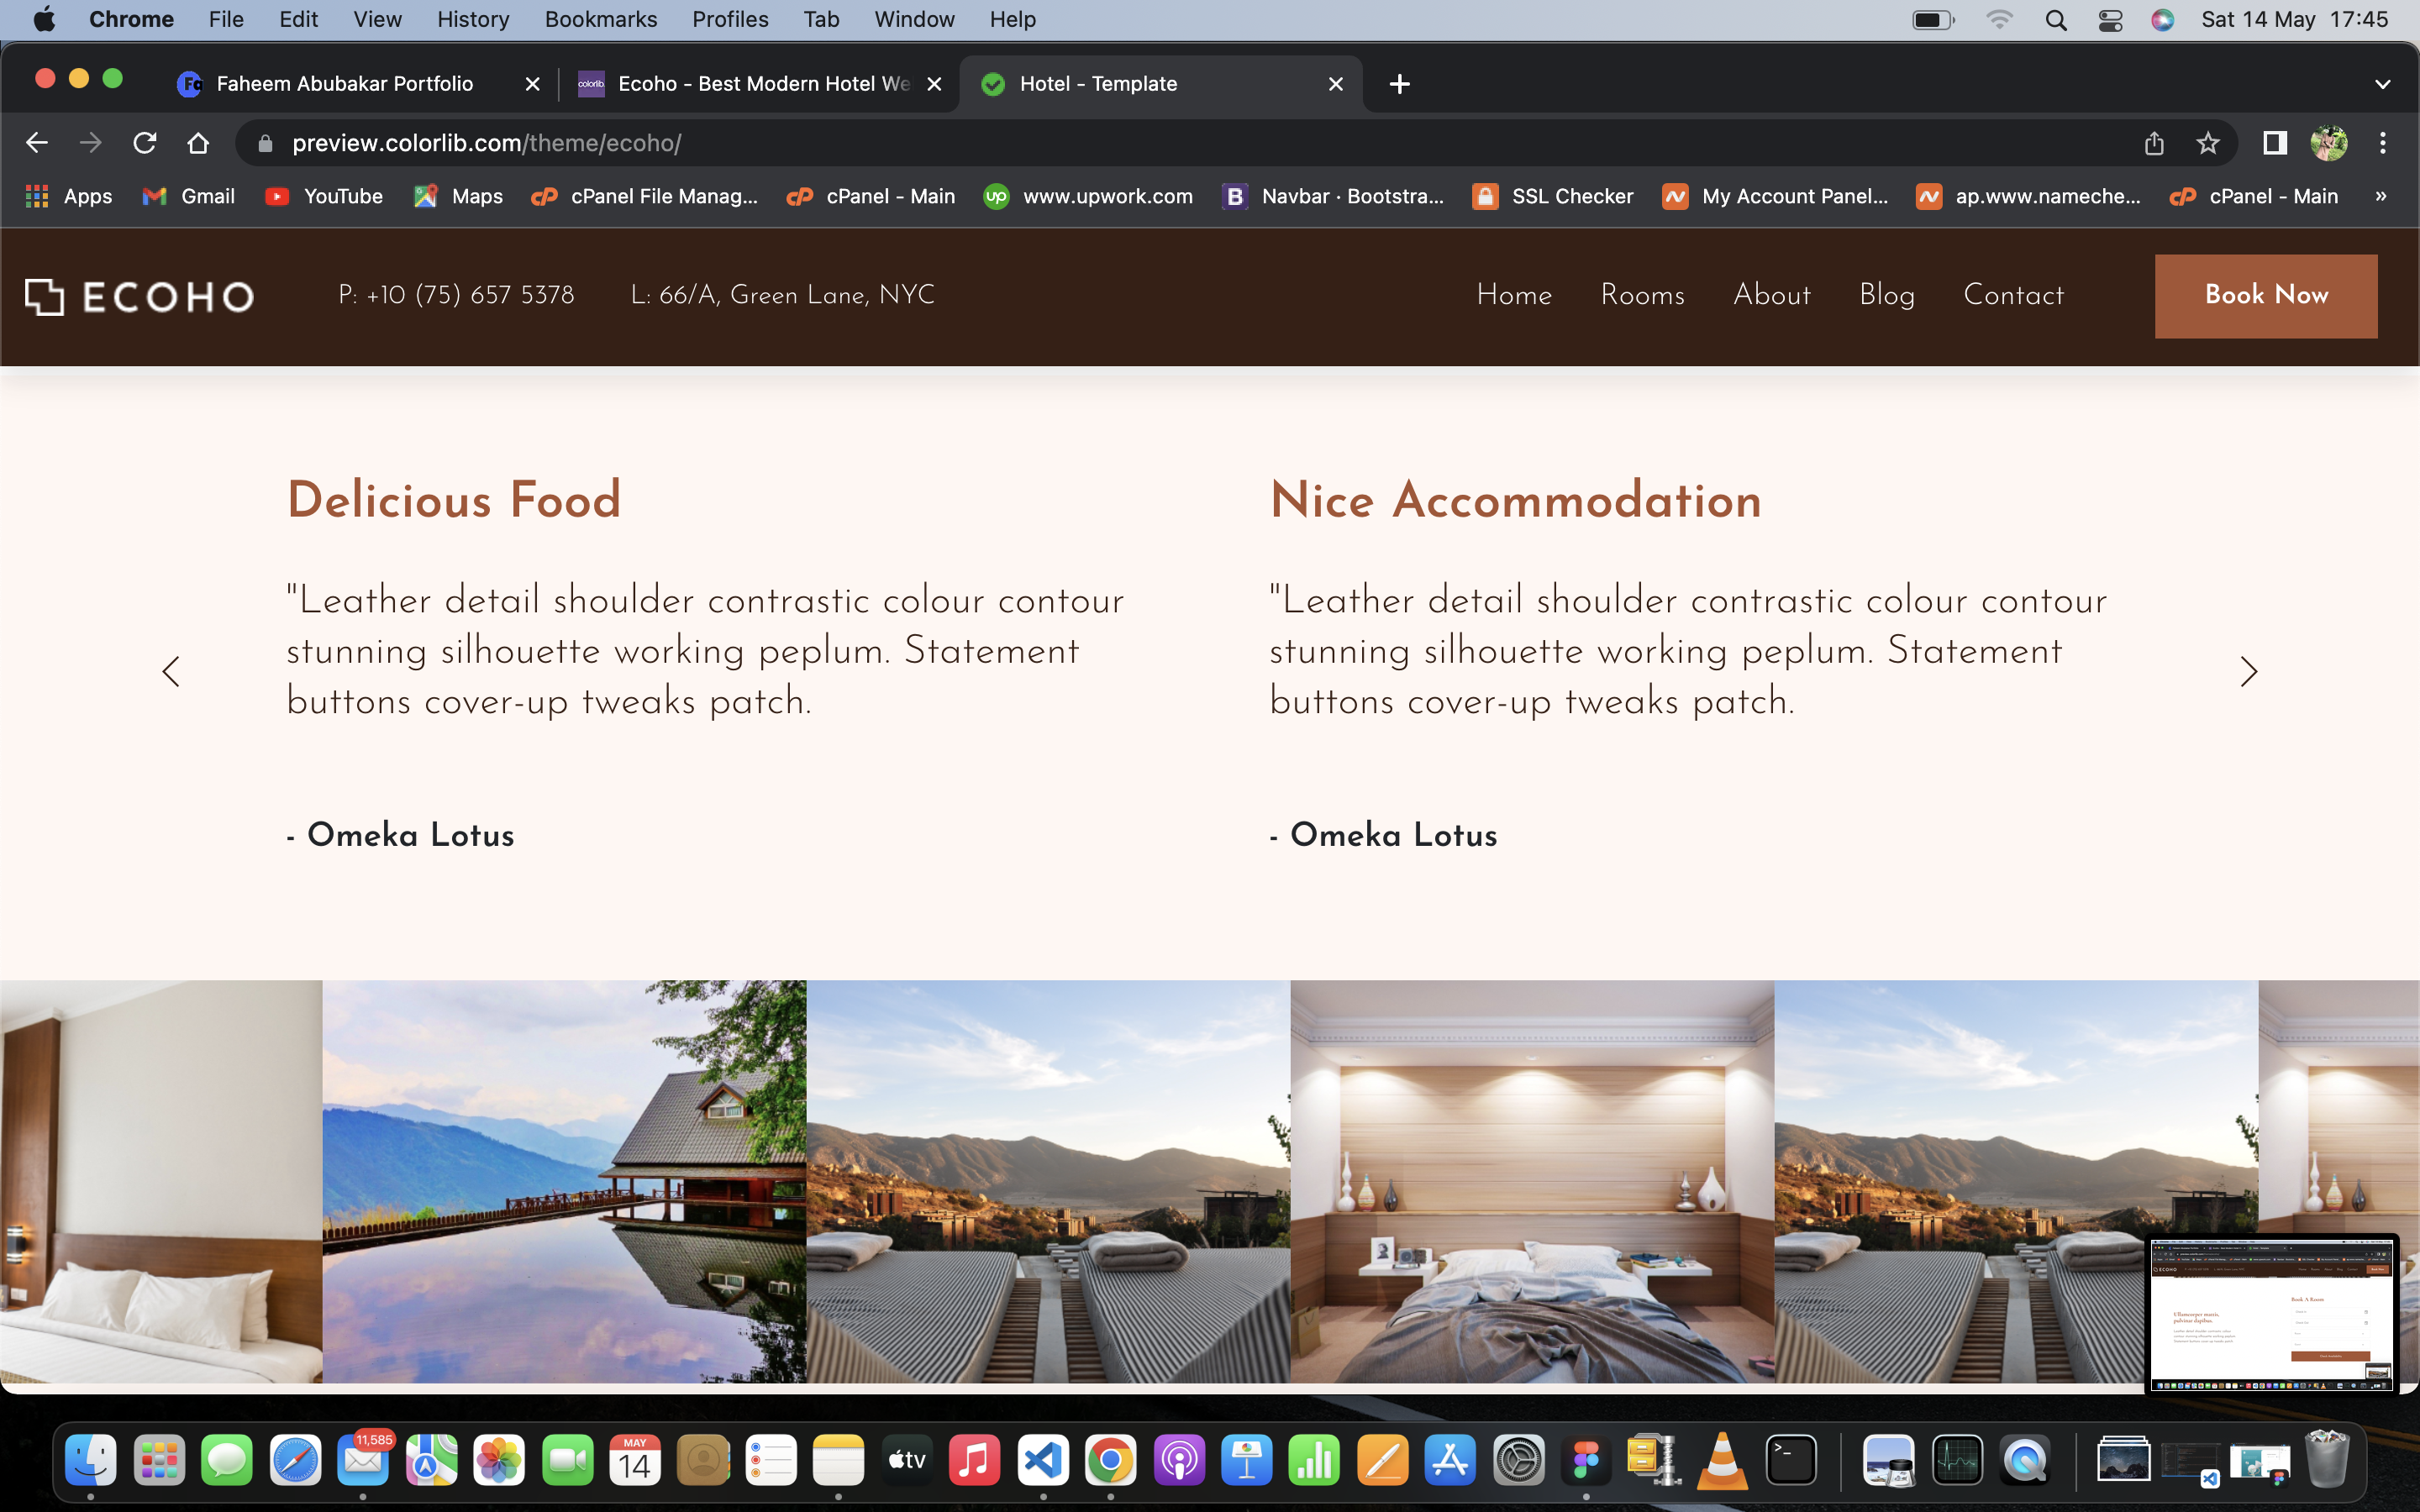 Chrome File Edit View History Bookmarks Profiles Tab Window Help Sat 14 May 17:45
Faheem Abubakar Portfolio
colorlib. Ecoho - Best Modern Hotel We
Hotel - Template
preview.colorlib.com/theme/ecoho/
Apps Gmail YouTube Maps cPanel File Manag... cPanel - Main www.upwork.com Navbar · Bootstra... SSL Checker My Account Panel... ap.www.nameche... cPanel - Main »
ECOHO P: +10 (75) 657 5378 L: 66/A, Green Lane, NYC Home Rooms About Blog Contact Book Now
Delicious Food
"Leather detail shoulder contrastic colour contour
stunning silhouette working peplum. Statement
buttons cover-up tweaks patch.
- Omeka Lotus
Nice Accommodation
"Leather detail shoulder contrastic colour contour
stunning silhouette working peplum. Statement
buttons cover-up tweaks patch.
- Omeka Lotus
ECOHO
Book A Room
11,585
MAY
14
tv